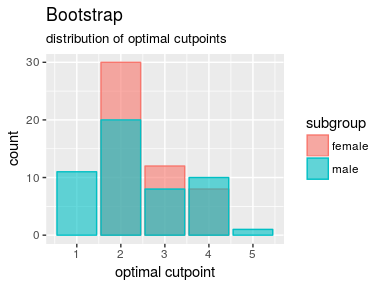 Bootstrap
distribution of optimal cutpoints
30
20
10
0
count
1 2 3 4 5
optimal cutpoint
subgroup
female
male